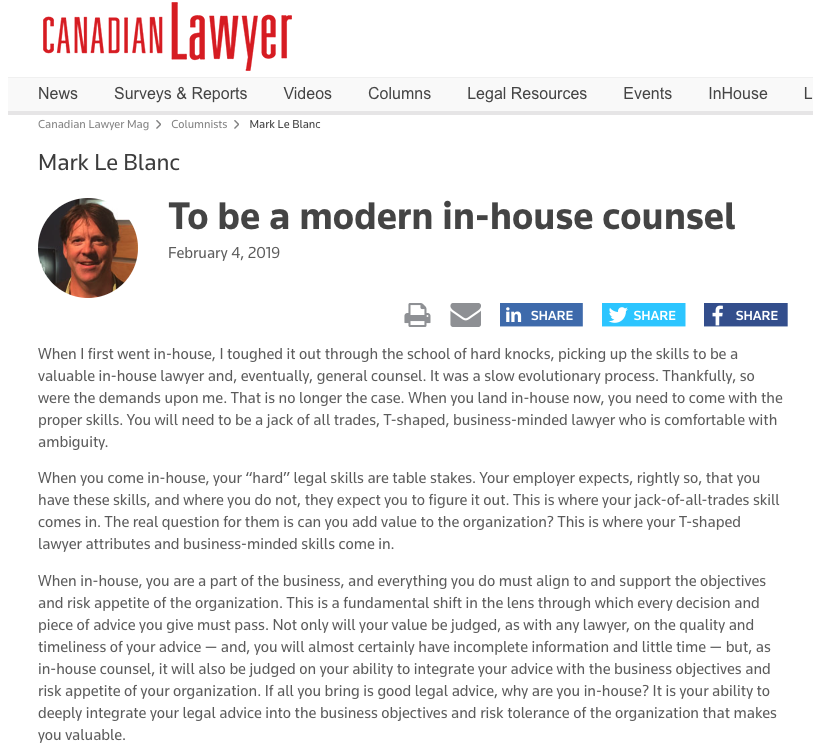 CANADIAN Lawyer
News Surveys & Reports Videos Columns Legal Resources Events InHouse L
Canadian Lawyer Mag > Columnists > Mark Le Blanc
Mark Le Blanc
To be a modern in-house counsel
February 4, 2019
in SHARE SHARE f SHARE
When I first went in-house, I toughed it out through the school of hard knocks, picking up the skills to be a
valuable in-house lawyer and, eventually, general counsel. It was a slow evolutionary process. Thankfully, so
were the demands upon me. That is no longer the case. When you land in-house now, you need to come with the
proper skills. You will need to be a jack of all trades, T-shaped, business-minded lawyer who is comfortable with
ambiguity.
When you come in-house, your “hard” legal skills are table stakes. Your employer expects, rightly so, that you
have these skills, and where you do not, they expect you to figure it out. This is where your jack-of-all-trades skill
comes in. The real question for them is can you add value to the organization? This is where your T-shaped
lawyer attributes and business-minded skills come in.
When in-house, you are a part of the business, and everything you do must align to and support the objectives
and risk appetite of the organization. This is a fundamental shift in the lens through which every decision and
piece of advice you give must pass. Not only will your value be judged, as with any lawyer, on the quality and
timeliness of your advice — and, you will almost certainly have incomplete information and little time — but, as
in-house counsel, it will also be judged on your ability to integrate your advice with the business objectives and
risk appetite of your organization. If all you bring is good legal advice, why are you in-house? It is your ability to
deeply integrate your legal advice into the business objectives and risk tolerance of the organization that makes
you valuable.